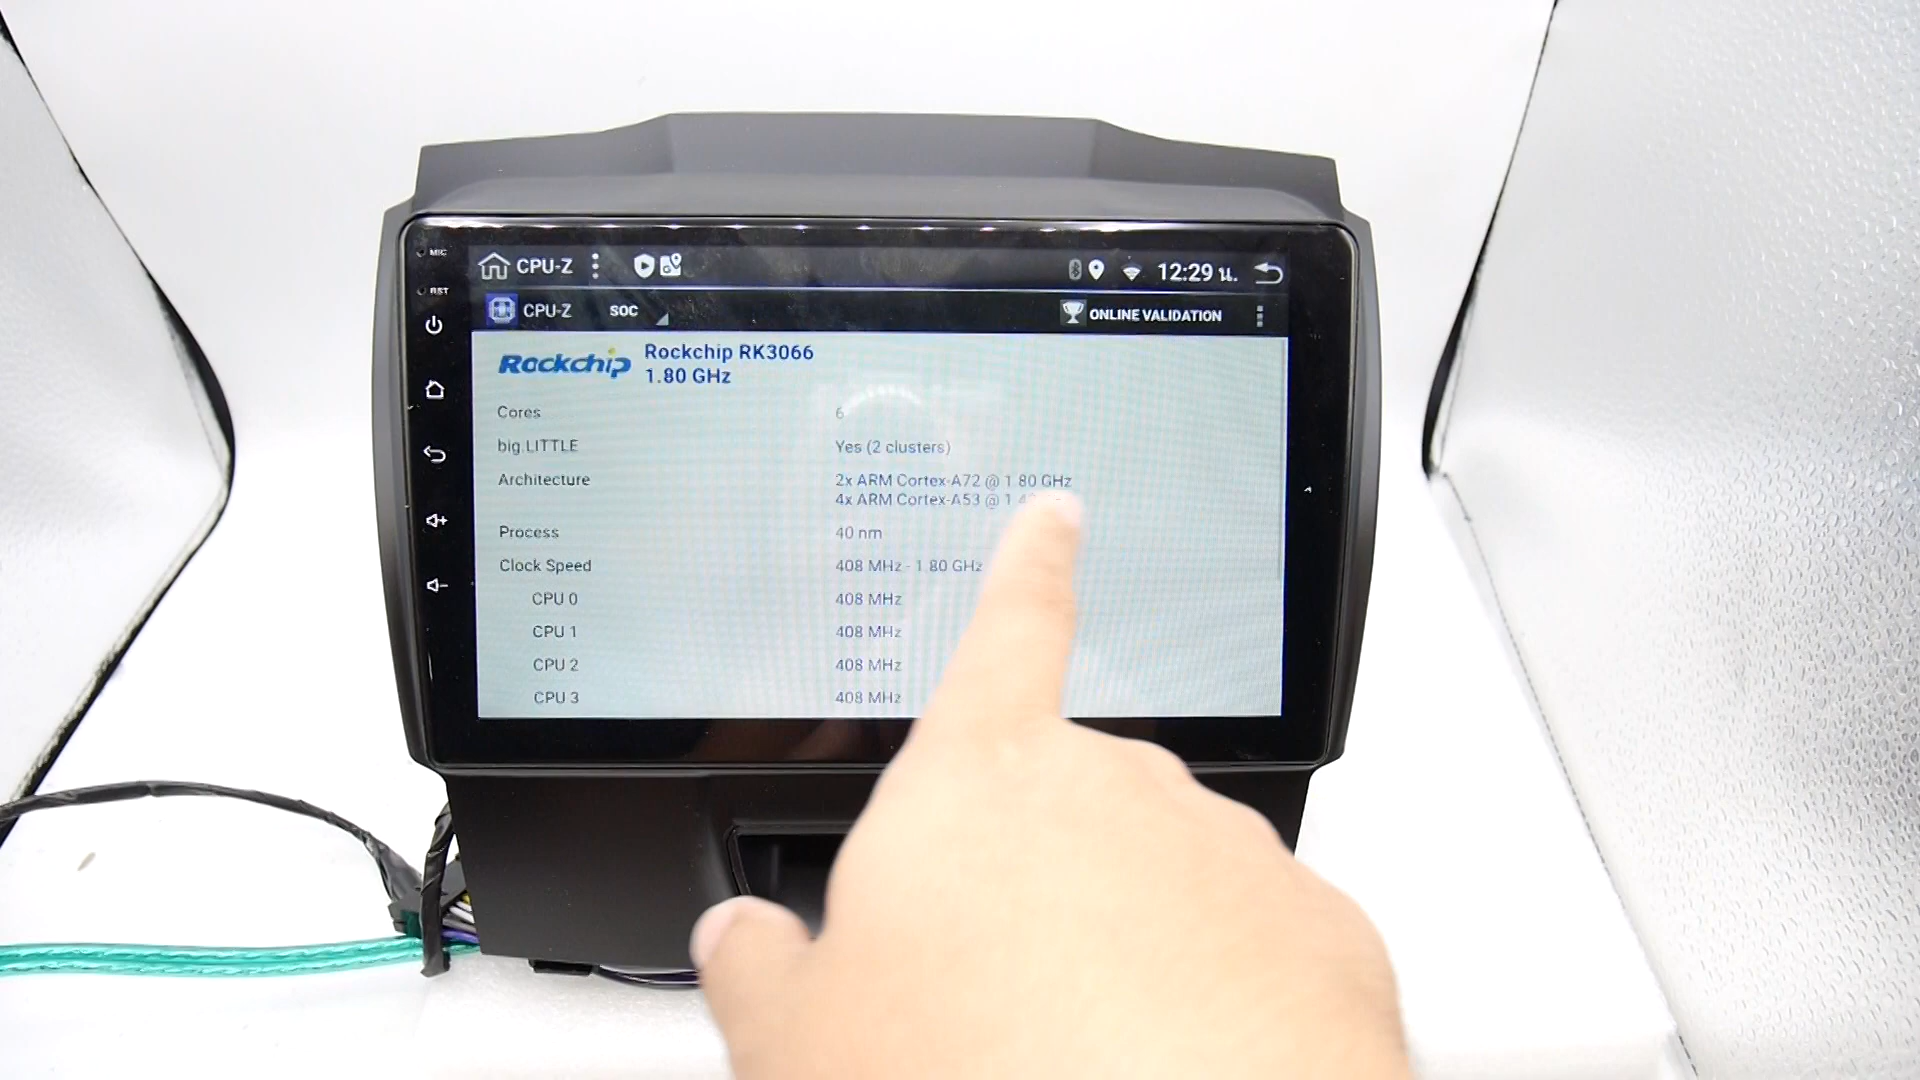 MIC
CPU-Z
12:29 น.
RST
CPU-Z SOC
ONLINE VALIDATION
Rockchip
Rockchip RK3066
1.80 GHz
Cores 6
big.LITTLE Yes (2 clusters)
Architecture 2x ARM Cortex-A72 @ 1.80 GHz
4x ARM Cortex-A53 @
Process 40 nm
Clock Speed 408 MHz - 1.80 GHz
CPU 0 408 MHz
CPU 1 408 MHz
CPU 2 408 MHz
CPU 3 408 MHz